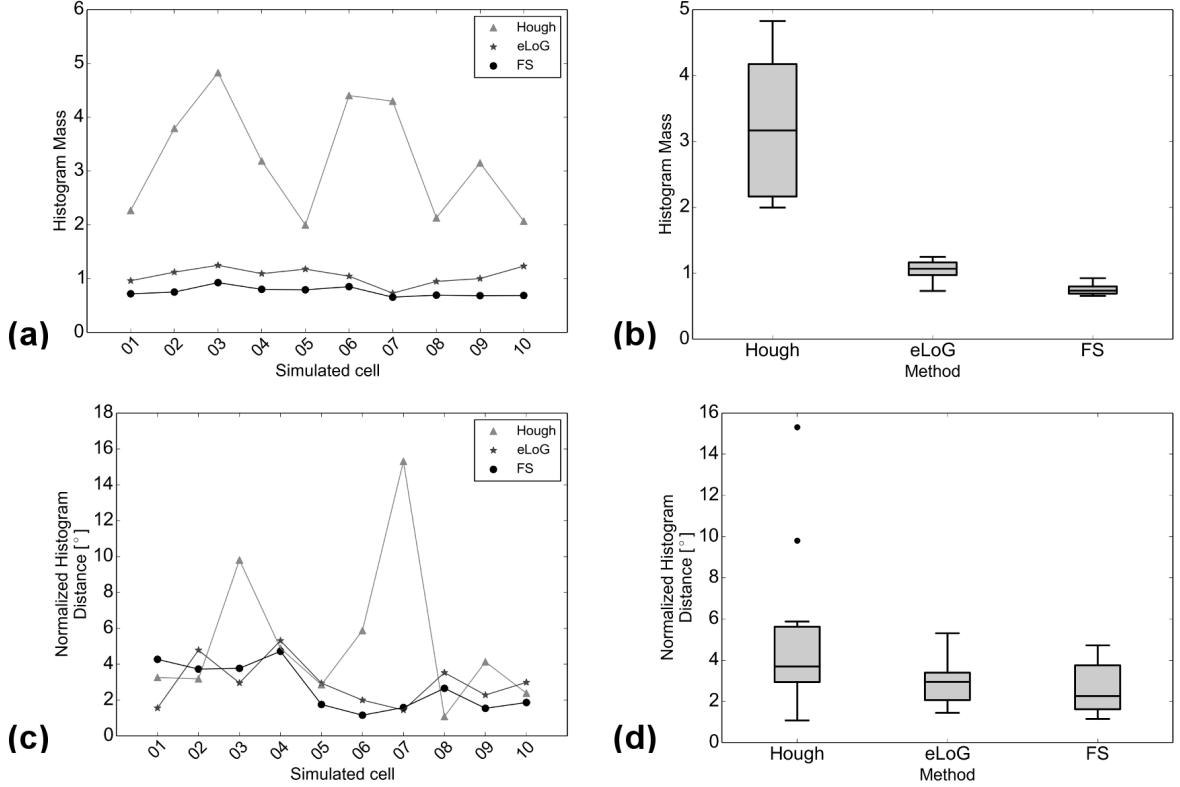 6
5
4
3
2
1
0
Histogram Mass
Hough
eLoG
FS
01 02 03 04 05 06 07 08 09 10
Simulated cell
(a)
5
4
3
2
1
0
Histogram Mass
Hough eLoG FS
Method
(b)
18
16
14
12
10
8
6
4
2
0
Normalized Histogram
Distance [°]
Hough
eLoG
FS
01 02 03 04 05 06 07 08 09 10
Simulated cell
(c)
16
14
12
10
8
6
4
2
0
Normalized Histogram
Distance [°]
Hough eLoG FS
Method
(d)